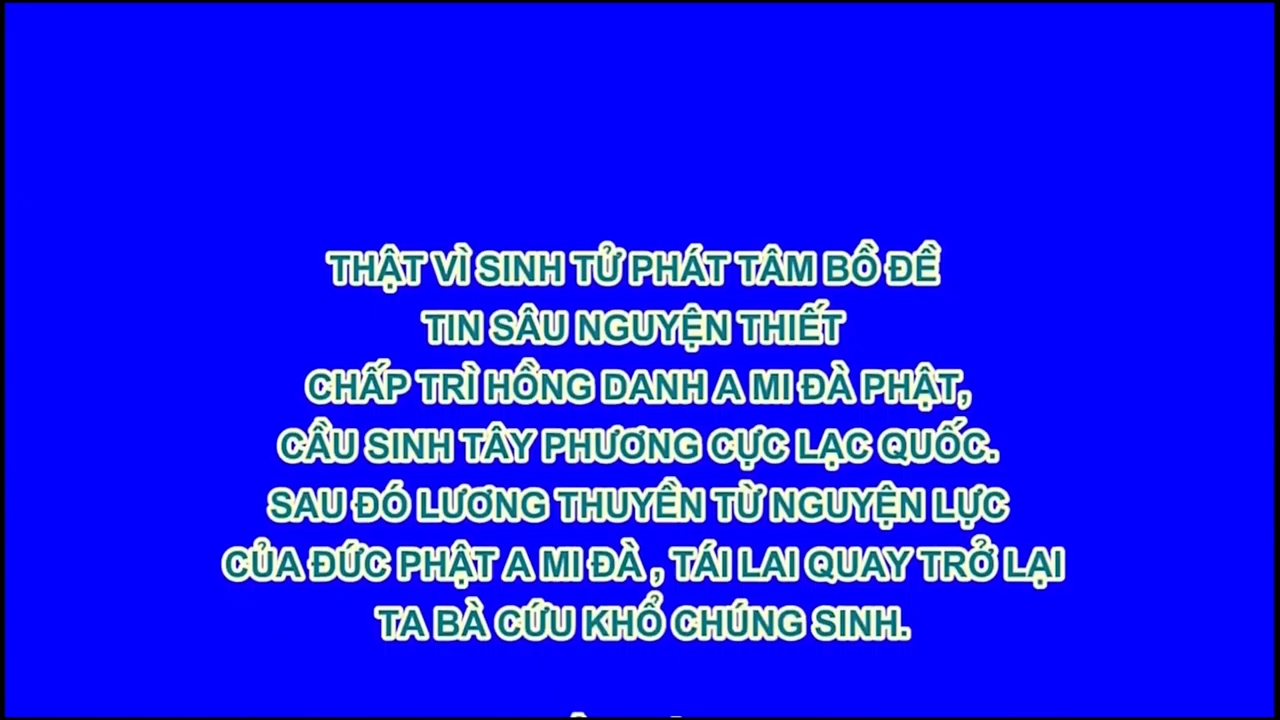 THẬT VÌ SINH TỬ PHÁT TÂM BỒ ĐỀ
TIN SÂU NGUYỆN THIẾT
CHẤP TRÌ HỒNG DANH A MI ĐÀ PHẬT,
CẦU SINH TÂY PHƯƠNG CỰC LẠC QUỐC.
SAU ĐÓ LƯƠNG THUYỀN TỪ NGUYỆN LỰC
CỦA ĐỨC PHẬT A MI ĐÀ , TÁI LAI QUAY TRỞ LẠI
TA BÀ CỨU KHỔ CHÚNG SINH.